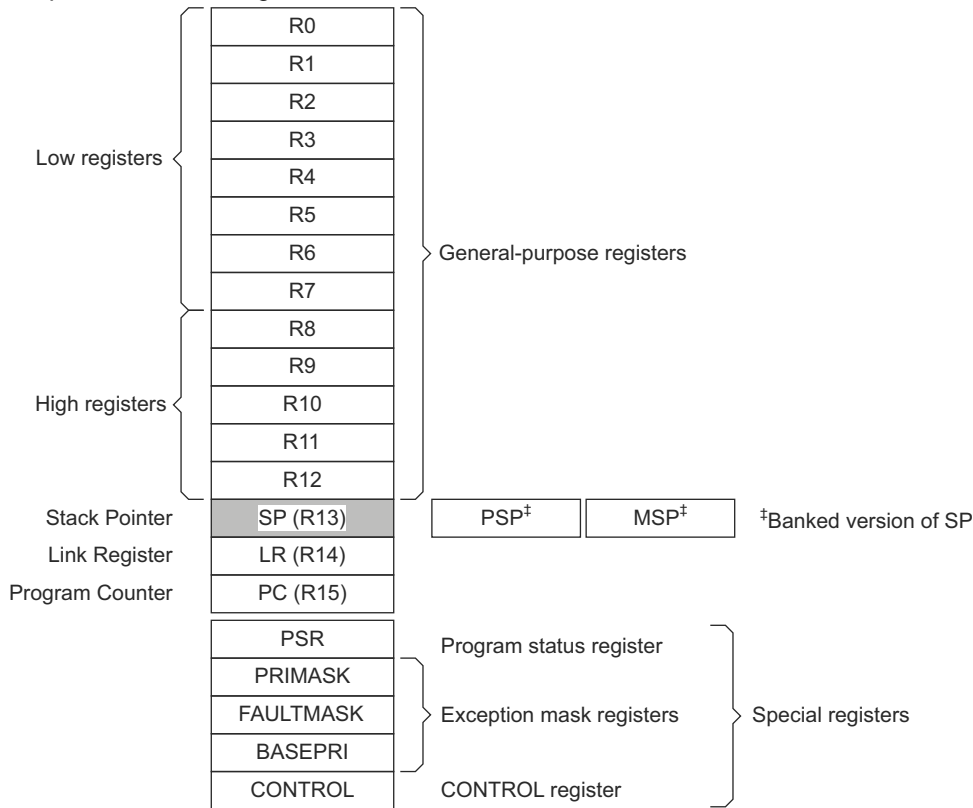 R0
R1
R2
R3
Low registers
R4
R5
R6
General-purpose registers
R7
R8
R9
High registers
R10
R11
R12
Stack Pointer SP (R13) PSP‡ MSP‡ ‡Banked version of SP
Link Register LR (R14)
Program Counter PC (R15)
PSR Program status register
PRIMASK
FAULTMASK Exception mask registers Special registers
BASEPRI
CONTROL CONTROL register